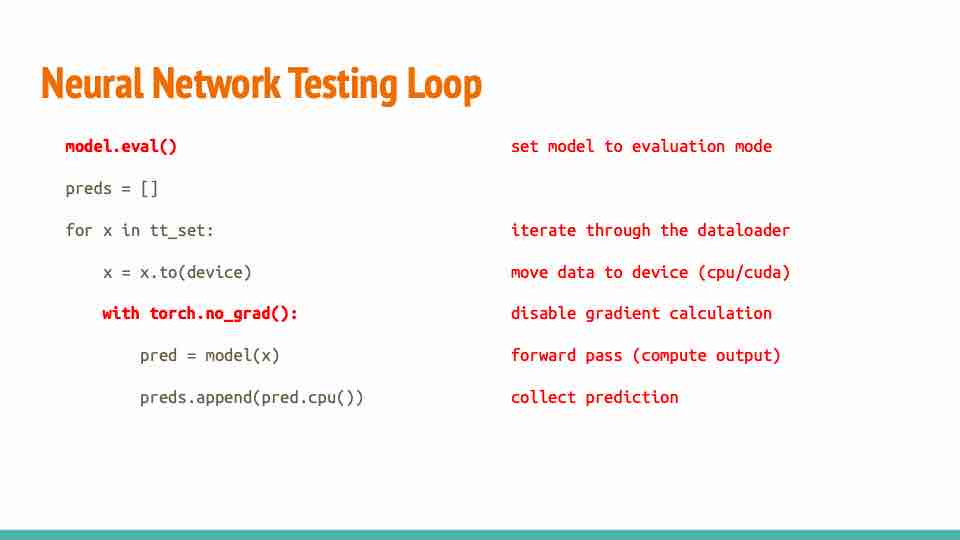 Neural Network Testing Loop
model.eval() set model to evaluation mode
preds = []
for x in tt_set: iterate through the dataloader
x = x.to(device) move data to device (cpu/cuda)
with torch.no_grad(): disable gradient calculation
pred = model(x) forward pass (compute output)
preds.append(pred.cpu()) collect prediction